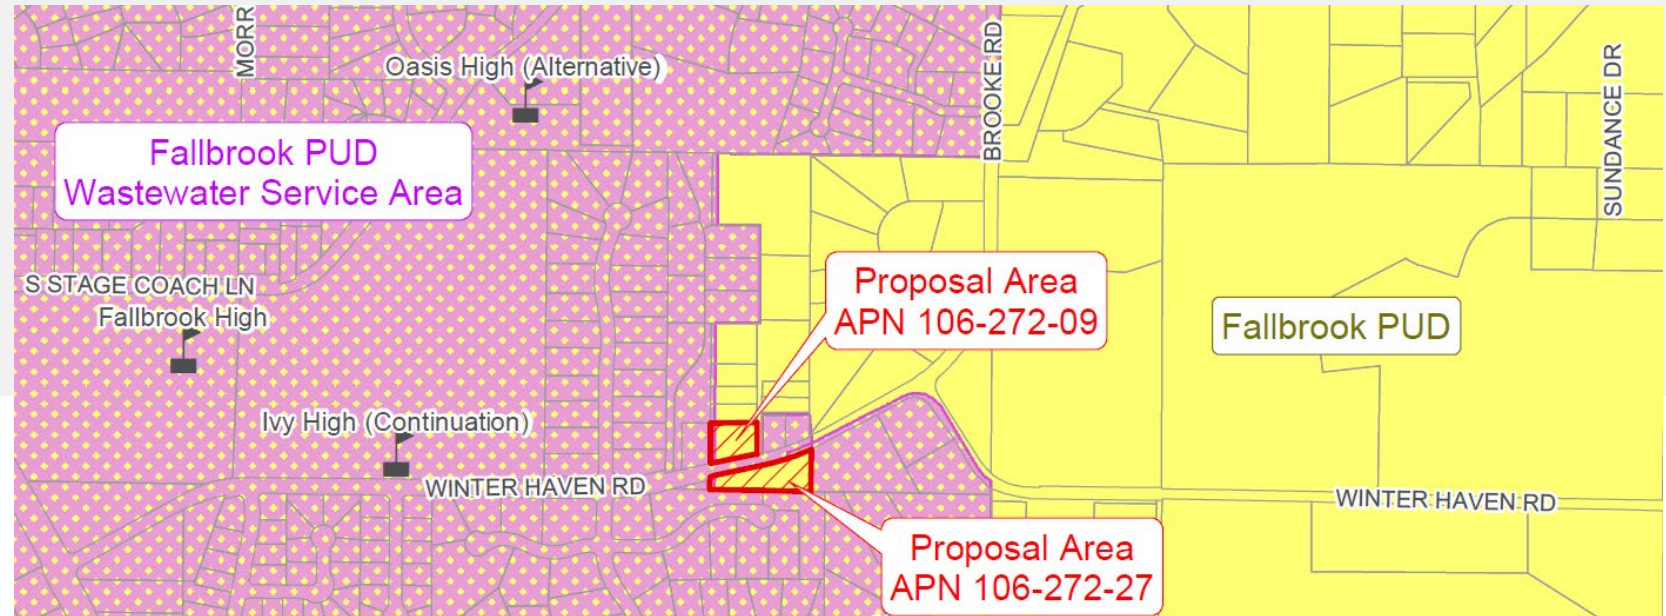 MORR
Oasis High (Alternative)
BROOKE RD
SUNDANCE DR
Fallbrook PUD
Wastewater Service Area
S STAGE COACH LN
Fallbrook High
Proposal Area
APN 106-272-09
Fallbrook PUD
Ivy High (Continuation)
WINTER HAVEN RD
WINTER HAVEN RD
Proposal Area
APN 106-272-27